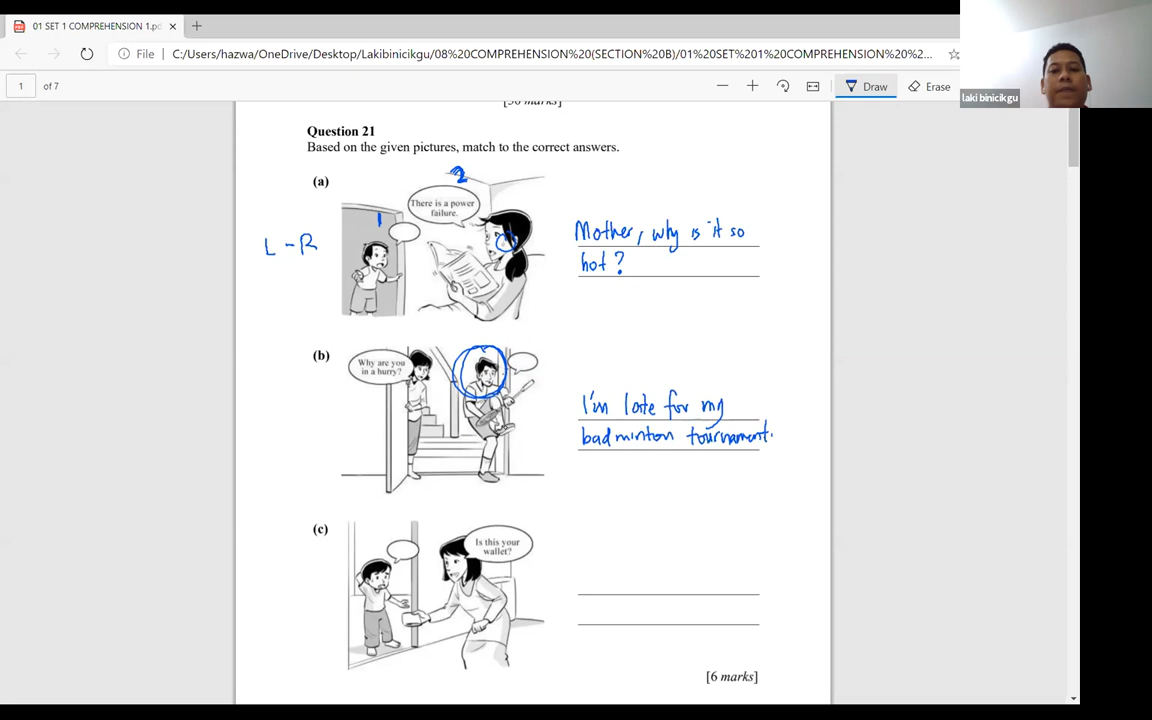 01 SET 1 COMPREHENSION 1.pd
File
C:/Users/hazwa/OneDrive/Desktop/Lakibinicikgu/08%20COMPREHENSION%20(SECTION%20B)/01%20SET%201%20COMPREHENSION%20%2...
laki binicikgu
1 of 7
Draw
Erase
[50 marks]
Question 21
Based on the given pictures, match to the correct answers.
(a)
2
1
There is a power
failure.
L - R
Mother, why is it so
hot?
(b)
Why are you
in a hurry?
I'm late for my
badminton tournament.
(c)
Is this your
wallet?
[6 marks]